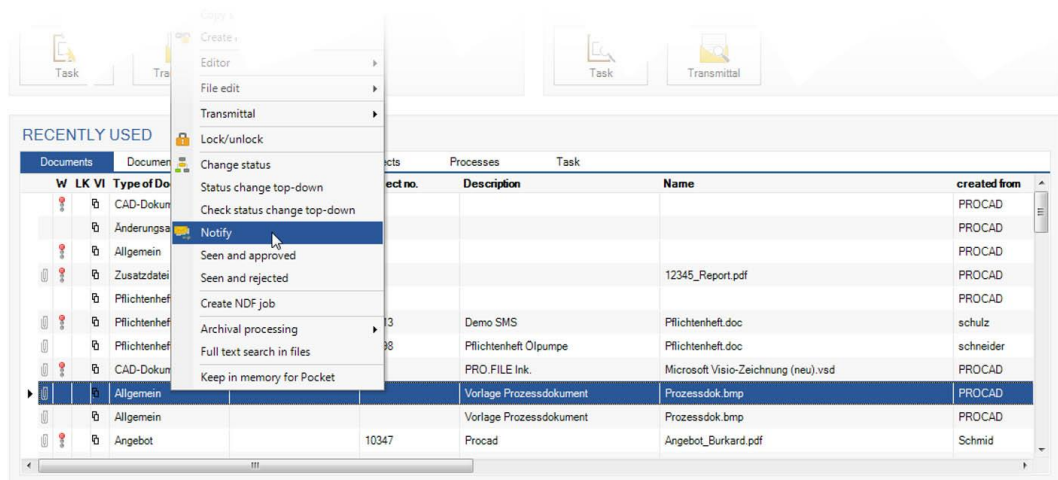 Copy
Create
Editor
File edit
Transmittal
Lock/unlock
Change status
Status change top-down
Check status change top-down
Notify
Seen and approved
Seen and rejected
Create NDF job
Archival processing
Full text search in files
Keep in memory for Pocket
Task
Task Transmittal
RECENTLY USED
Documents Processes Task
W LK VI Description Name created from
PROCAD
PROCAD
Allgemein PROCAD
Zusatzdatei 12345_Report.pdf PROCAD
PROCAD
Demo SMS Pflichtenheft.doc schulz
Pflichtenheft Ölpumpe Pflichtenheft.doc schneider
PRO.FILE Ink. Microsoft Visio-Zeichnung (neu).vsd PROCAD
Allgemein Vorlage Prozessdokument Prozessdok.bmp PROCAD
Allgemein Vorlage Prozessdokument Prozessdok.bmp PROCAD
Angebot 10347 Procad Angebot_Burkard.pdf Schmid